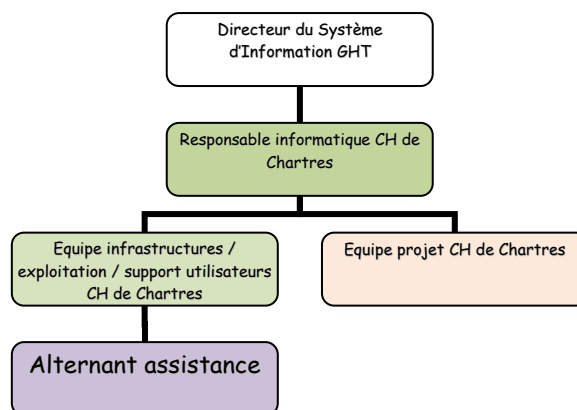 Directeur du Système
d'Information GHT
Responsable informatique CH de
Chartres
Equipe infrastructures /
exploitation / support utilisateurs
CH de Chartres
Equipe projet CH de Chartres
Alternant assistance